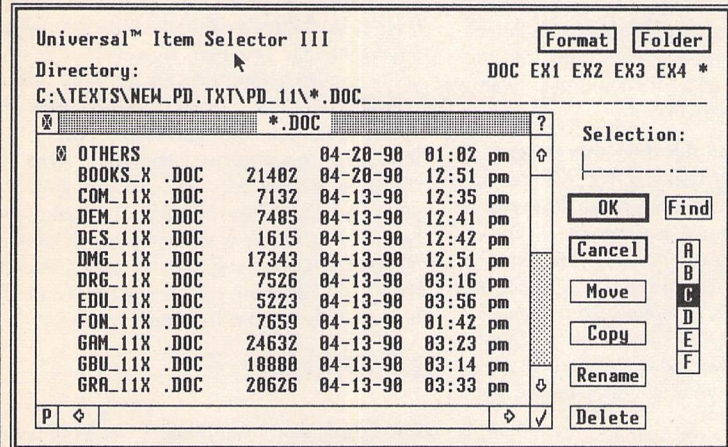 Universal™ Item Selector III
Format Folder
Directory:
DOC EX1 EX2 EX3 EX4 *
C:\TEXTS\NEW_PD.TXT\PD_11\*.DOC
*.DOC
?
Selection:
OTHERS 04-20-90 01:02 pm
BOOKS_X .DOC 21402 04-20-90 12:51 pm
COM_11X .DOC 7132 04-13-90 12:35 pm
DEM_11X .DOC 7485 04-13-90 12:41 pm
DES_11X .DOC 1615 04-13-90 12:42 pm
DMG_11X .DOC 17343 04-13-90 12:51 pm
DRG_11X .DOC 7526 04-13-90 03:16 pm
EDU_11X .DOC 5223 04-13-90 03:56 pm
FON_11X .DOC 7659 04-13-90 01:42 pm
GAM_11X .DOC 24632 04-13-90 03:23 pm
GBU_11X .DOC 18880 04-13-90 03:14 pm
GRA_11X .DOC 20626 04-13-90 03:33 pm
P
OK Find
Cancel
Move
Copy
Rename
Delete
A
B
C
D
E
F